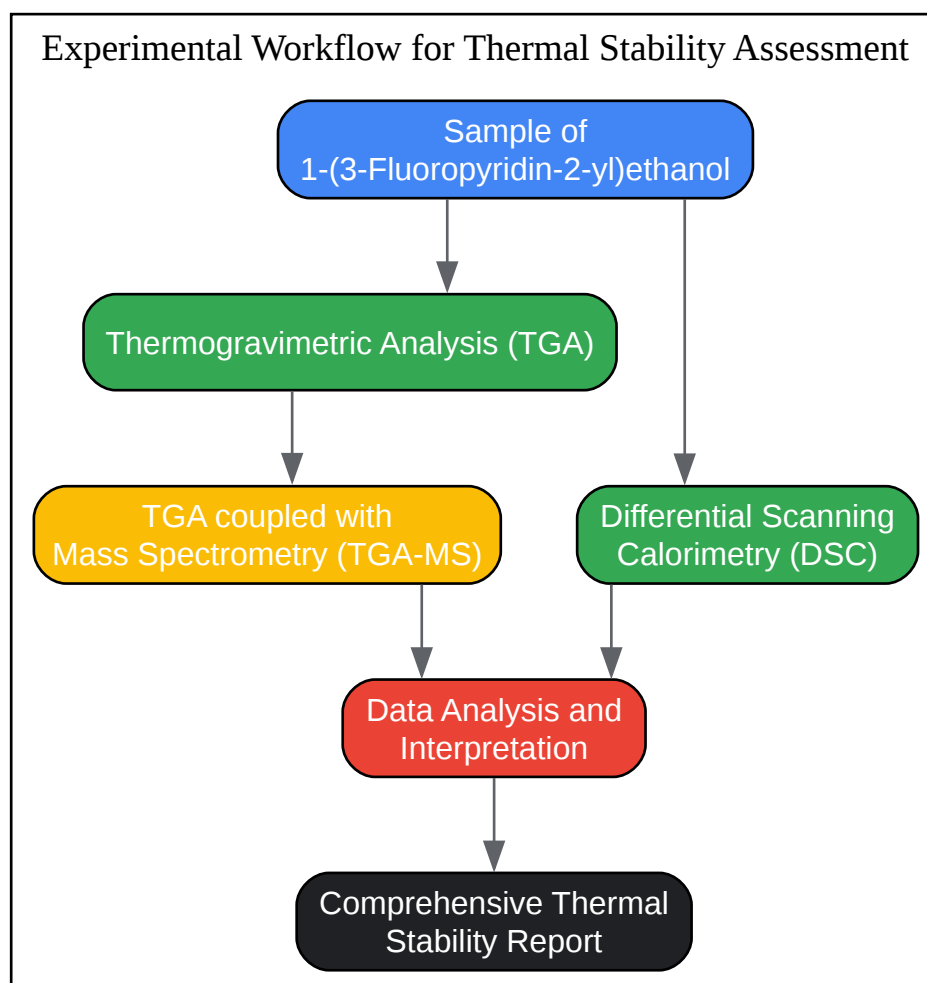 Experimental Workflow for Thermal Stability Assessment
Sample of
1-(3-Fluoropyridin-2-yl)ethanol
Thermogravimetric Analysis (TGA)
TGA coupled with
Mass Spectrometry (TGA-MS)
Differential Scanning
Calorimetry (DSC)
Data Analysis and
Interpretation
Comprehensive Thermal
Stability Report